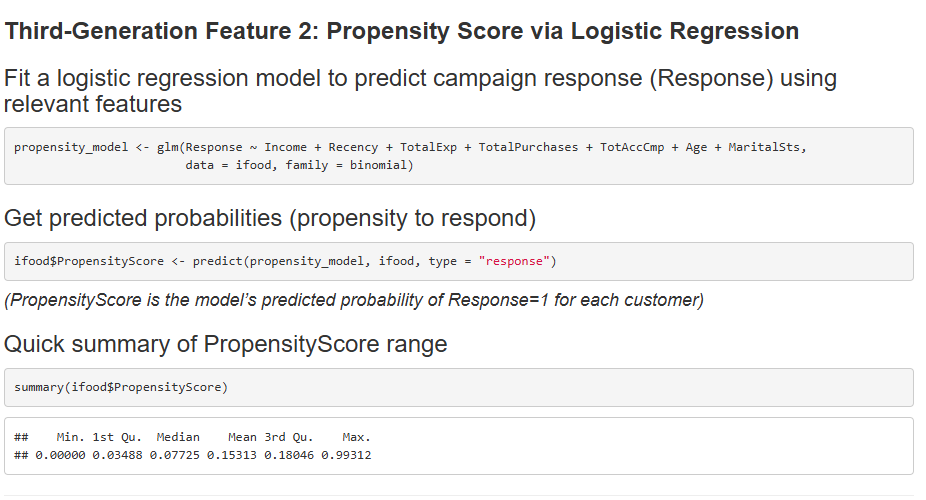 Third-Generation Feature 2: Propensity Score via Logistic Regression
Fit a logistic regression model to predict campaign response (Response) using
relevant features
propensity_model <- glm(Response ~ Income + Recency + TotalExp + TotalPurchases + TotAccCmp + Age + MaritalSts,
                        data = ifood, family = binomial)
Get predicted probabilities (propensity to respond)
ifood$PropensityScore <- predict(propensity_model, ifood, type = "response")
(PropensityScore is the model’s predicted probability of Response=1 for each customer)
Quick summary of PropensityScore range
summary(ifood$PropensityScore)
##    Min. 1st Qu.  Median    Mean 3rd Qu.    Max.
## 0.00000 0.03488 0.07725 0.15313 0.18046 0.99312